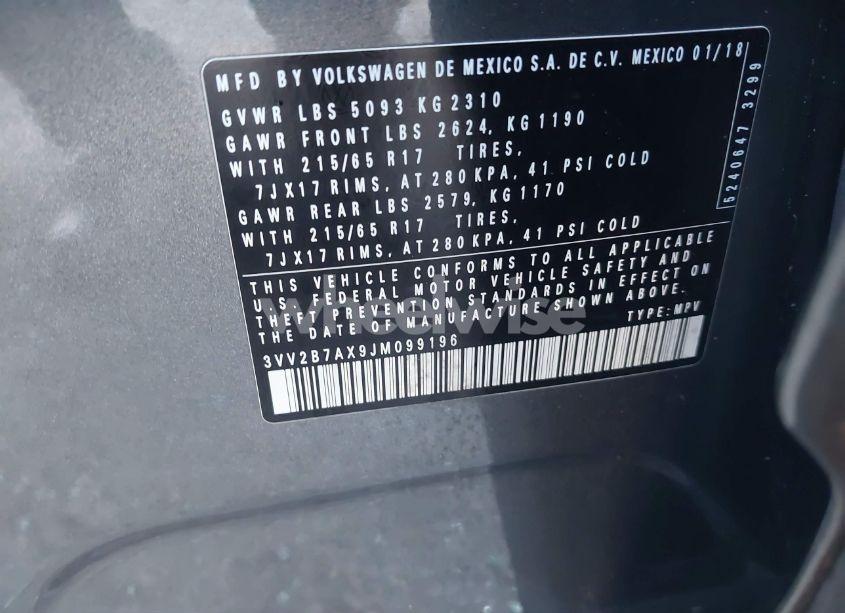 MFD BY VOLKSWAGEN DE MEXICO S.A. DE C.V. MEXICO 01/18
GVWR LBS 5093 KG 2310
GAWR FRONT LBS 2624, KG 1190
WITH 215/65 R17 TIRES,
7JX17 RIMS, AT 280 KPA, 41 PSI COLD
GAWR REAR LBS 2579, KG 1170
WITH 215/65 R17 TIRES,
7JX17 RIMS, AT 280 KPA, 41 PSI COLD
5240647 3299
THIS VEHICLE CONFORMS TO ALL APPLICABLE
U.S. FEDERAL MOTOR VEHICLE SAFETY AND
THEFT PREVENTION STANDARDS IN EFFECT ON
THE DATE OF MANUFACTURE SHOWN ABOVE.
TYPE: MPV
3VV2B7AX9JM099196
wheelwise